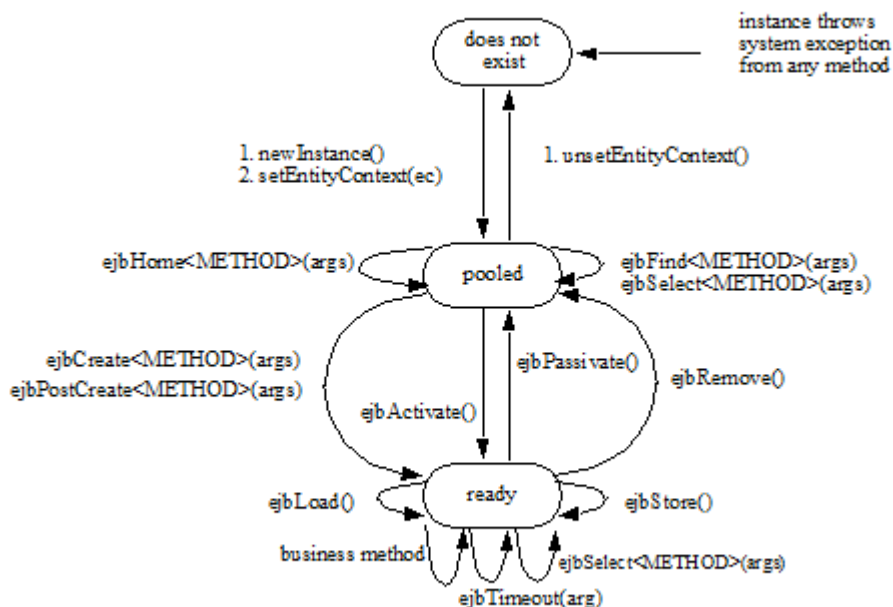 does not
exist
instance throws
system exception
from any method
1. newInstance()
2. setEntityContext(ec)
1. unsetEntityContext()
ejbHome<METHOD>(args)
pooled
ejbFind<METHOD>(args)
ejbSelect<METHOD>(args)
ejbCreate<METHOD>(args)
ejbPostCreate<METHOD>(args)
ejbPassivate()
ejbRemove()
ejbActivate()
ejbLoad()
ready
ejbStore()
business method
ejbSelect<METHOD>(args)
ejbTimeout(arg)